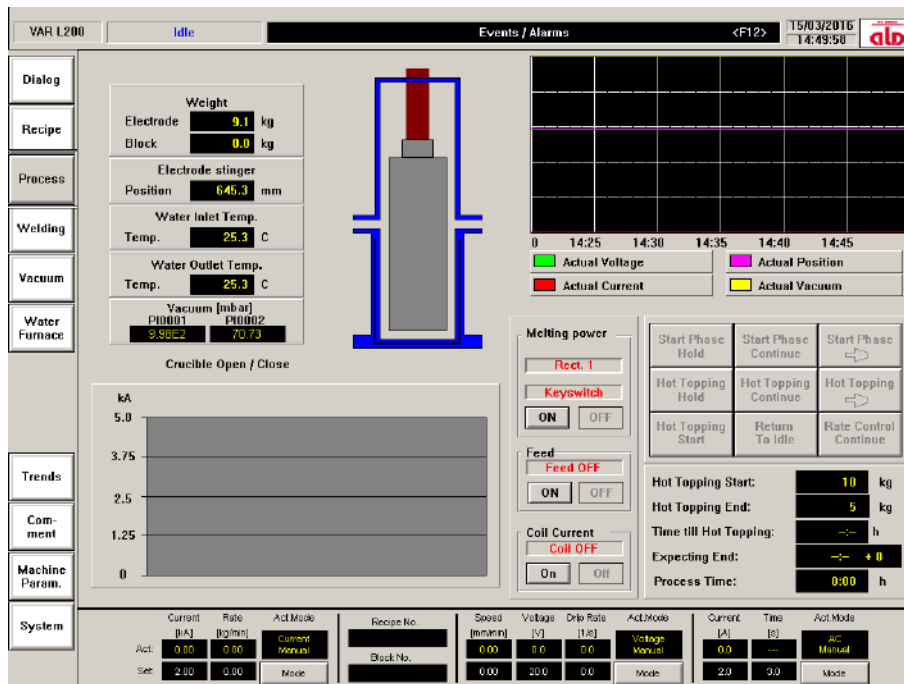 VAR L200 Idle Events / Alarms <F12> 15/03/2016
14:49:58 ald
Dialog
Recipe
Process
Welding
Vacuum
Water
Furnace
Trends
Com-
ment
Machine
Param.
System
Weight
Electrode 9.1 kg
Block 0.0 kg
Electrode stinger
Position 645.3 mm
Water Inlet Temp.
Temp. 25.3 C
Water Outlet Temp.
Temp. 25.3 C
Vacuum [mbar]
PI0001 PI0002
9.98E2 70.73
Crucible Open / Close
kA
5.0
3.75
2.5
1.25
0
0 14:25 14:30 14:35 14:40 14:45
Actual Voltage Actual Position
Actual Current Actual Vacuum
Melting power
Rect. 1
Keyswitch
ON OFF
Feed
Feed OFF
ON OFF
Coil Current
Coil OFF
On Off
Start Phase Start Phase Start Phase
Hold Continue
Hot Topping Hot Topping Hot Topping
Hold Continue
Hot Topping Return Rate Control
Start To Idle Continue
Hot Topping Start: 10 kg
Hot Topping End: 5 kg
Time till Hot Topping: --:-- h
Expecting End: --:-- + 0
Process Time: 0:00 h
Current Rate Act.Mode Recipe No. Speed Voltage Drip Rate Act.Mode Current Time Act.Mode
[kA] [kg/min] [mm/min] [V] [1/s] [A] [s]
Act: 0.00 0.00 Current Manual Block No. 0.00 0.0 0.0 Voltage Manual 0.0 --- AC Manual
Set: 2.00 0.00 Mode 0.00 20.0 0.0 Mode 2.0 3.0 Mode